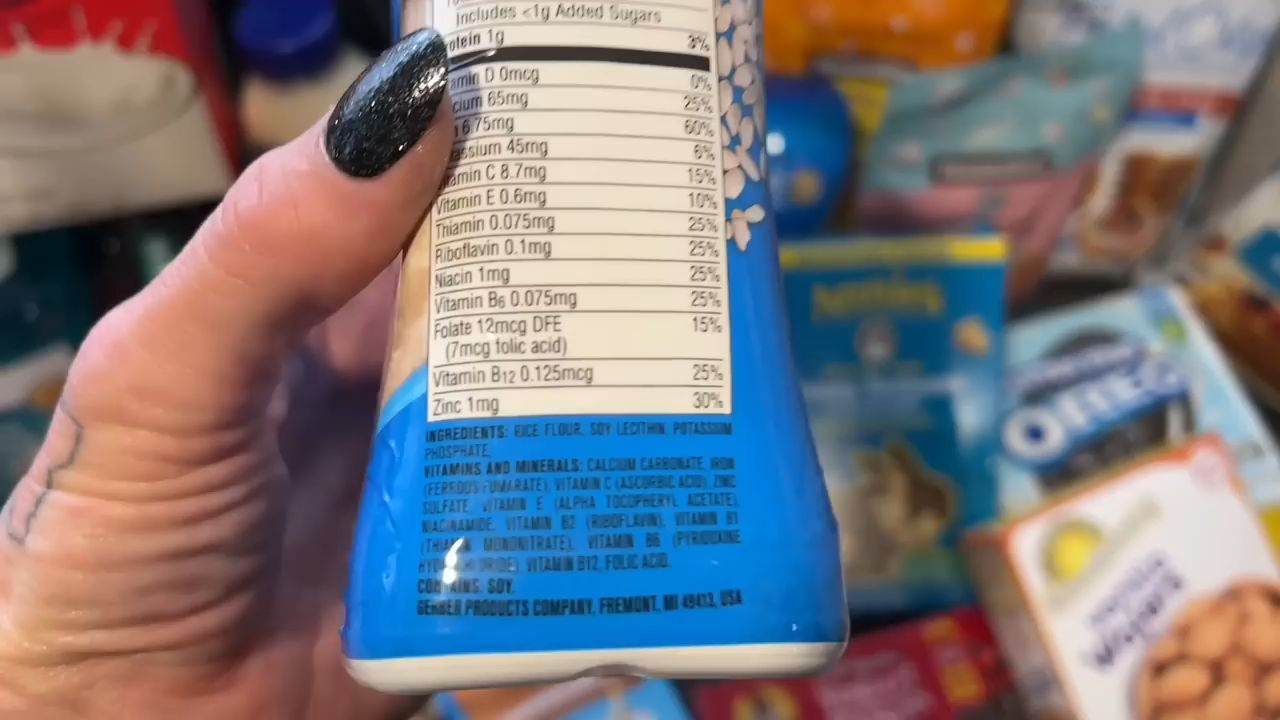 Includes <1g Added Sugars
otein 1g 3%
amin D 0mcg 0%
cium 65mg 25%
6.75mg 60%
assium 45mg 6%
amin C 8.7mg 15%
Vitamin E 0.6mg 10%
Thiamin 0.075mg 25%
Riboflavin 0.1mg 25%
Niacin 1mg 25%
Vitamin B6 0.075mg 25%
Folate 12mcg DFE 15%
(7mcg folic acid)
Vitamin B12 0.125mcg 25%
Zinc 1mg 30%
INGREDIENTS: RICE FLOUR, SOY LECITHIN, POTASSIUM
PHOSPHATE,
VITAMINS AND MINERALS: CALCIUM CARBONATE, IRON
(FERROUS FUMARATE), VITAMIN C (ASCORBIC ACID), ZINC
SULFATE, VITAMIN E (ALPHA TOCOPHERYL ACETATE),
NIACINAMIDE, VITAMIN B2 (RIBOFLAVIN), VITAMIN B1
(THIAMIN MONONITRATE), VITAMIN B6 (PYRIDOXINE
HYDROCHLORIDE), VITAMIN B12, FOLIC ACID.
CONTAINS: SOY.
GERBER PRODUCTS COMPANY, FREMONT, MI 49413, USA
OREO